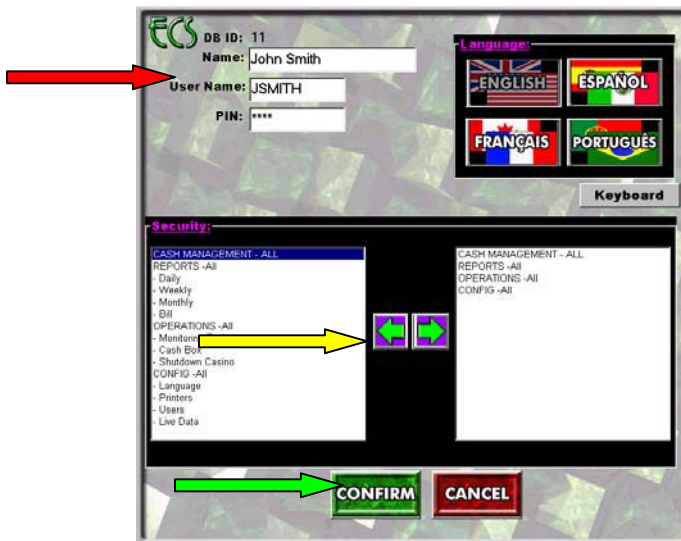 ECS DB ID: 11
Name: John Smith
User Name: JSMITH
PIN: ****
Language:
ENGLISH ESPAÑOL
FRANÇAIS PORTUGUÊS
Keyboard
Security:
CASH MANAGEMENT - ALL
REPORTS -All
- Daily
- Weekly
- Monthly
- Bill
OPERATIONS -All
- Cash Box
- Shutdown Casino
CONFIG -All
- Language
- Printers
- Users
- Live Data
CASH MANAGEMENT - ALL
REPORTS -All
OPERATIONS -All
CONFIG -All
CONFIRM CANCEL